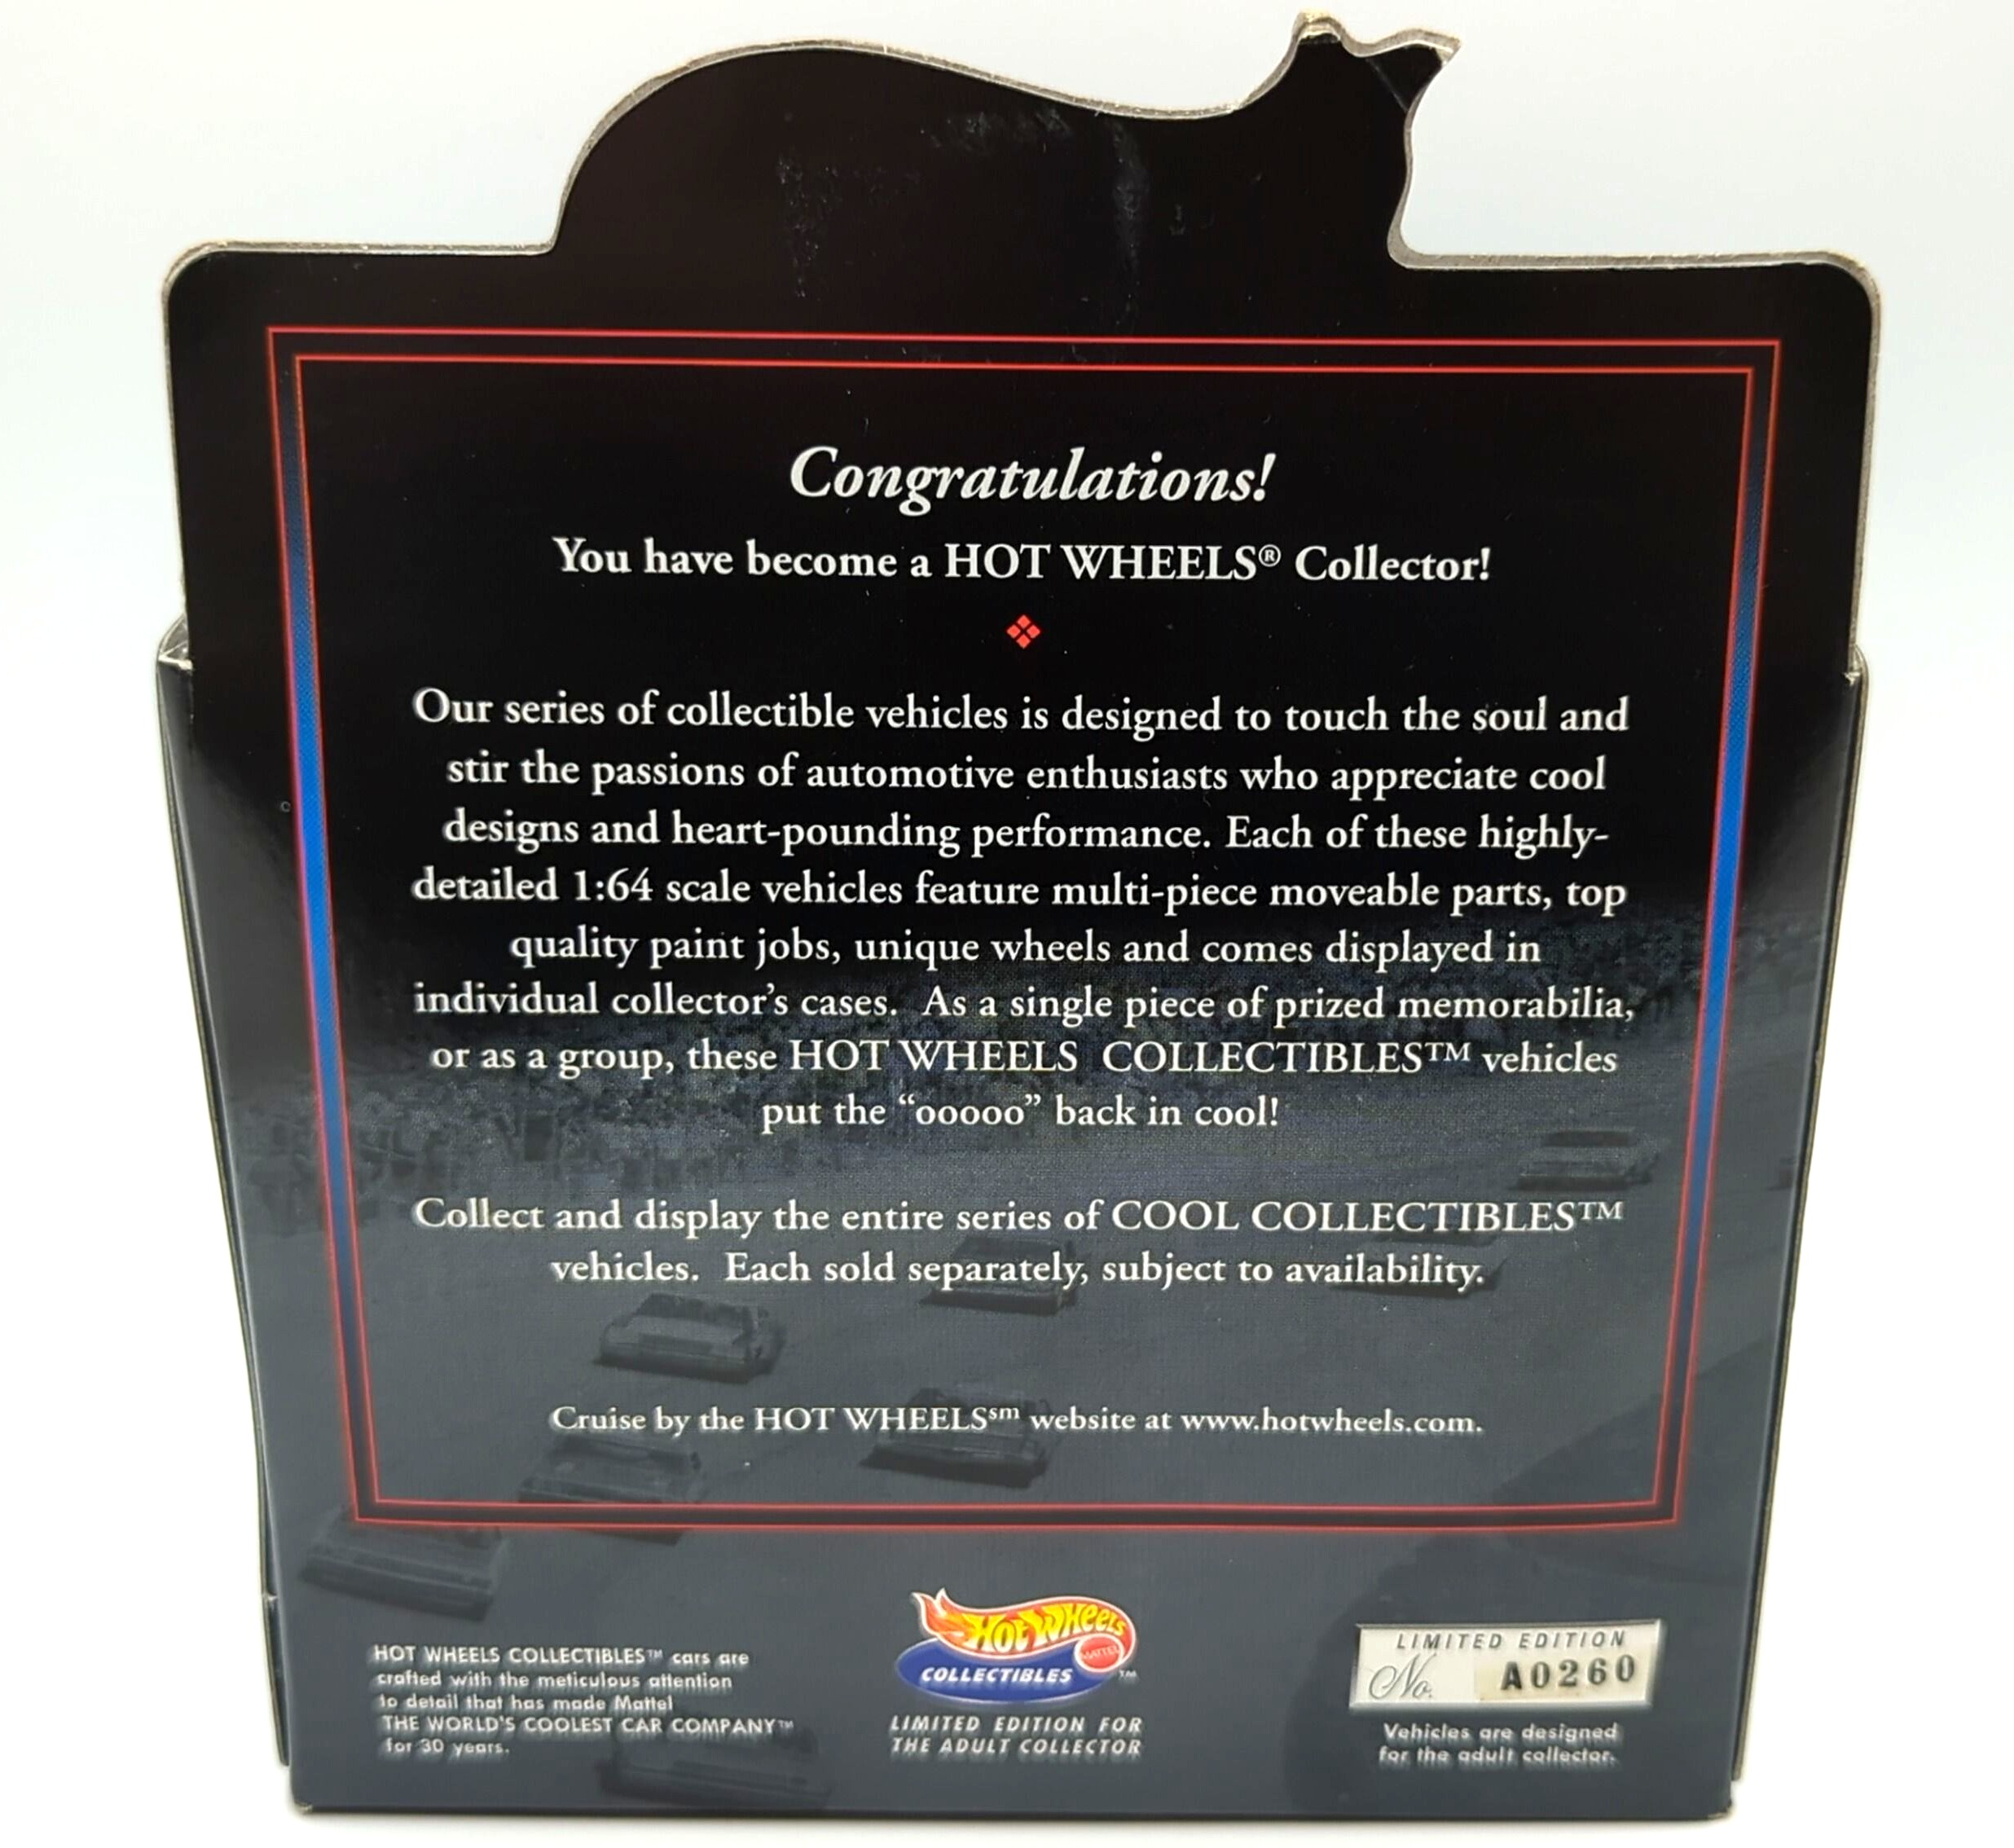 Congratulations!
You have become a HOT WHEELS® Collector!
Our series of collectible vehicles is designed to touch the soul and
stir the passions of automotive enthusiasts who appreciate cool
designs and heart-pounding performance. Each of these highly-
detailed 1:64 scale vehicles feature multi-piece moveable parts, top
quality paint jobs, unique wheels and comes displayed in
individual collector's cases. As a single piece of prized memorabilia,
or as a group, these HOT WHEELS COLLECTIBLES™ vehicles
put the “ooooo” back in cool!
Collect and display the entire series of COOL COLLECTIBLES™
vehicles. Each sold separately, subject to availability.
Cruise by the HOT WHEELS℠ website at www.hotwheels.com.
HOT WHEELS COLLECTIBLES™ cars are
crafted with the meticulous attention
to detail that has made Mattel
THE WORLD'S COOLEST CAR COMPANY™
for 30 years.
Hot Wheels
MATTEL
COLLECTIBLES ™
LIMITED EDITION FOR
THE ADULT COLLECTOR
LIMITED EDITION
No. A0260
Vehicles are designed
for the adult collector.